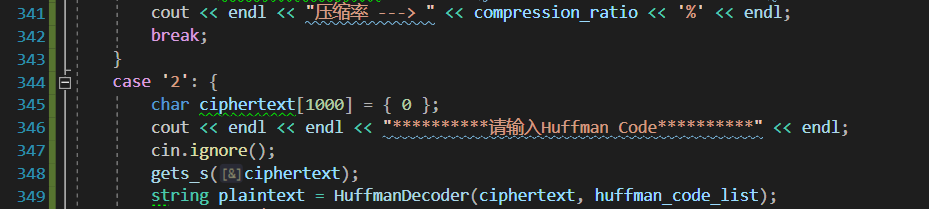 341 cout << endl << "压缩率 ---> " << compression_ratio << '%' << endl;
342 break;
343 }
344 case '2': {
345 char ciphertext[1000] = { 0 };
346 cout << endl << endl << "**********请输入Huffman Code**********" << endl;
347 cin.ignore();
348 gets_s([&]ciphertext);
349 string plaintext = HuffmanDecoder(ciphertext, huffman_code_list);